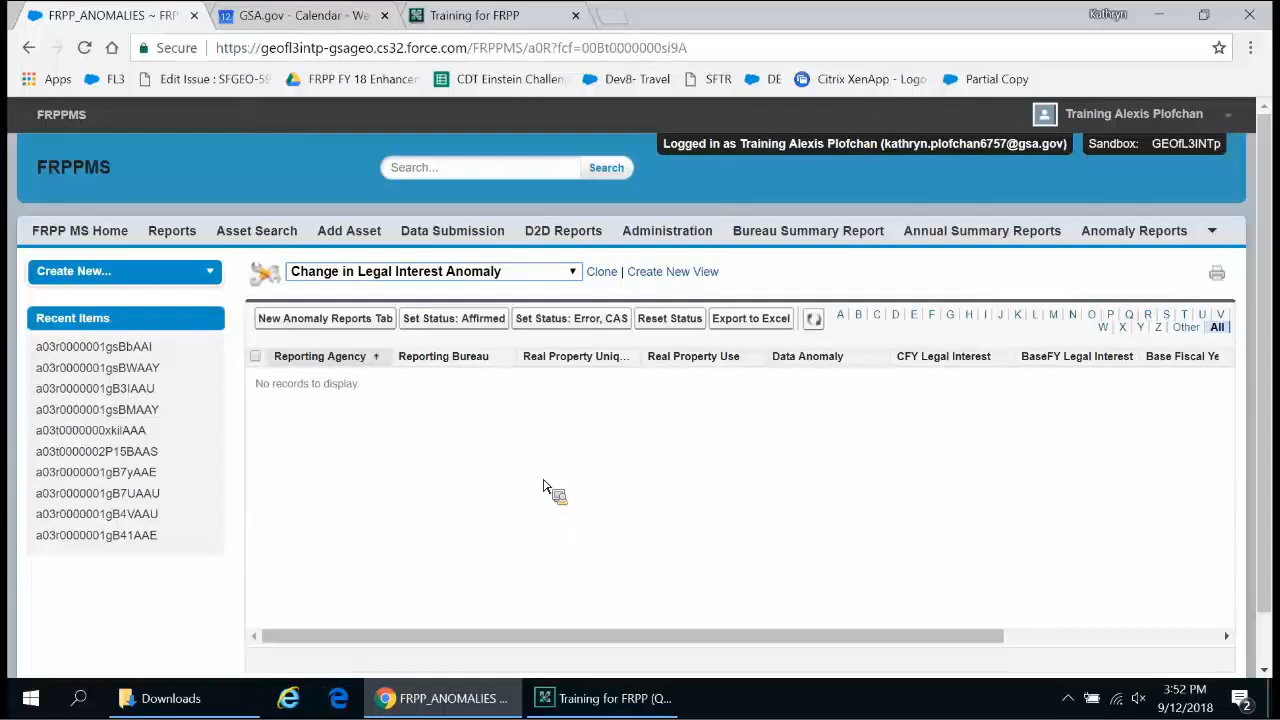 FRPP_ANOMALIES ~ FRP
GSA.gov - Calendar - We
Training for FRPP
Kathryn
Secure
https://geofl3intp-gsageo.cs32.force.com/FRPPMS/a0R?fcf=00Bt0000000si9A
Apps
FL3
Edit Issue : SFGEO-59
FRPP FY 18 Enhancer
CDT Einstein Challen
Dev8- Travel
SFTR
DE
Citrix XenApp - Logo
Partial Copy
FRPPMS
Training Alexis Plofchan
FRPPMS
Search...
Search
Logged in as Training Alexis Plofchan (kathryn.plofchan6757@gsa.gov)
Sandbox: GEOfL3INTp
FRPP MS Home
Reports
Asset Search
Add Asset
Data Submission
D2D Reports
Administration
Bureau Summary Report
Annual Summary Reports
Anomaly Reports
Create New...
Change in Legal Interest Anomaly
Clone | Create New View
Recent Items
a03r0000001gsBbAAI
a03r0000001gsBWAAY
a03r0000001gB3IAAU
a03r0000001gsBMAAY
a03t0000000xkilAAA
a03t0000002P15BAAS
a03r0000001gB7yAAE
a03r0000001gB7UAAU
a03r0000001gB4VAAU
a03r0000001gB41AAE
New Anomaly Reports Tab
Set Status: Affirmed
Set Status: Error, CAS
Reset Status
Export to Excel
A B C D E F G H I J K L M N O P Q R S T U V
W X Y Z Other All
Reporting Agency
Reporting Bureau
Real Property Uniq...
Real Property Use
Data Anomaly
CFY Legal Interest
BaseFY Legal Interest
Base Fiscal Ye
No records to display
Downloads
FRPP_ANOMALIES ...
Training for FRPP (Q...
3:52 PM
9/12/2018
2